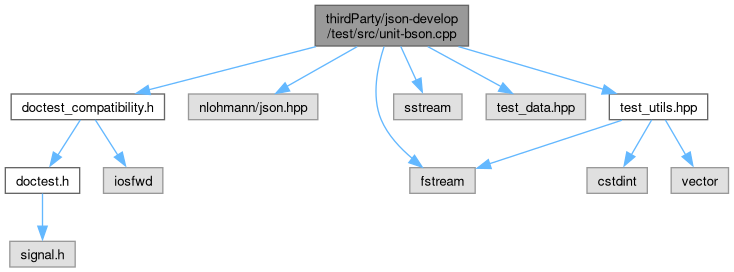 thirdParty/json-develop
/test/src/unit-bson.cpp
doctest_compatibility.h
nlohmann/json.hpp
sstream
test_data.hpp
test_utils.hpp
doctest.h
iosfwd
fstream
cstdint
vector
signal.h